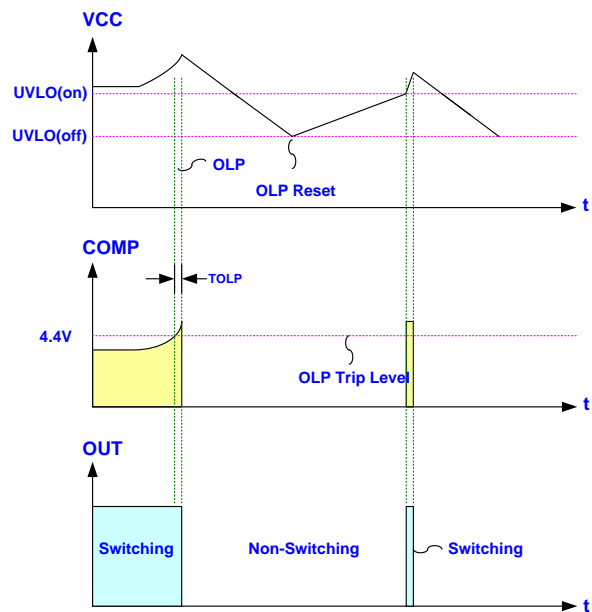 VCC
UVLO(on)
UVLO(off)
OLP
OLP Reset
t
COMP
TOLP
4.4V
OLP Trip Level
t
OUT
Switching
Non-Switching
Switching
t